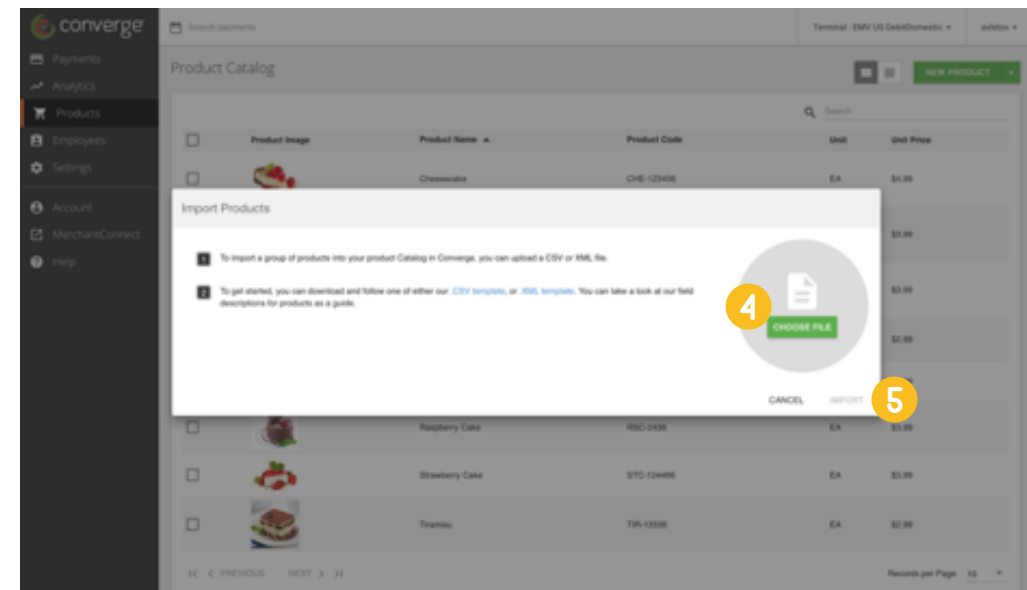 converge
Search payments
Terminal : EMV US DebitDomestic
Payments
Analytics
Products
Employees
Settings
Account
MerchantConnect
Help
Product Catalog
NEW PRODUCT
Search
Product Image Product Name Product Code Unit Unit Price
Cheesecake CHE-123456 EA $4.99
$3.99
$3.99
$2.99
Import Products
1 To import a group of products into your product Catalog in Converge, you can upload a CSV or XML file.
2 To get started, you can download and follow one of either our .CSV template, or .XML template. You can take a look at our field
descriptions for products as a guide.
4
CHOOSE FILE
CANCEL IMPORT
5
Raspberry Cake RSC-2436 EA $3.99
Strawberry Cake EA $3.99
Tiramisu TIR-13336 EA $2.99
PREVIOUS NEXT
Records per Page 10